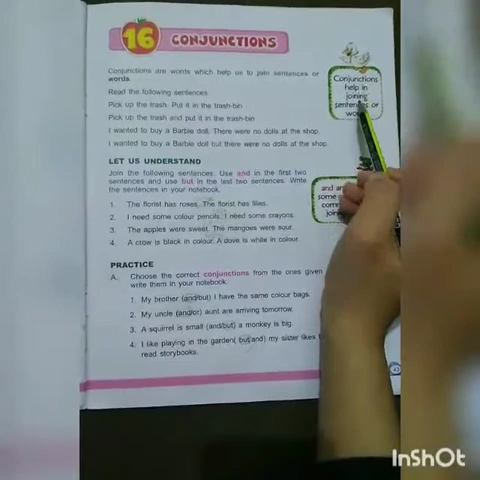 16 CONJUNCTIONS
Conjunctions are words which help us to join sentences or
words.
Read the following sentences.
Pick up the trash. Put it in the trash-bin
Pick up the trash and put it in the trash-bin
I wanted to buy a Barbie doll. There were no dolls at the shop.
I wanted to buy a Barbie doll but there were no dolls at the shop.
Conjunctions
help in
joining
sentences or
LET US UNDERSTAND
Join the following sentences. Use and in the first two
sentences and use but in the last two sentences. Write
the sentences in your notebook.
1. The florist has roses. The florist has lilies.
2. I need some colour pencils. I need some crayons.
3. The apples were sweet. The mangoes were sour.
4. A crow is black in colour. A dove is white in colour.
and
some
PRACTICE
A. Choose the correct conjunctions from the ones given
write them in your notebook.
1. My brother (and/but) I have the same colour bags.
2. My uncle (and/or) aunt are arriving tomorrow.
3. A squirrel is small (and/but) a monkey is big.
4. I like playing in the garden( but/and) my sister likes
read storybooks.
InShOt